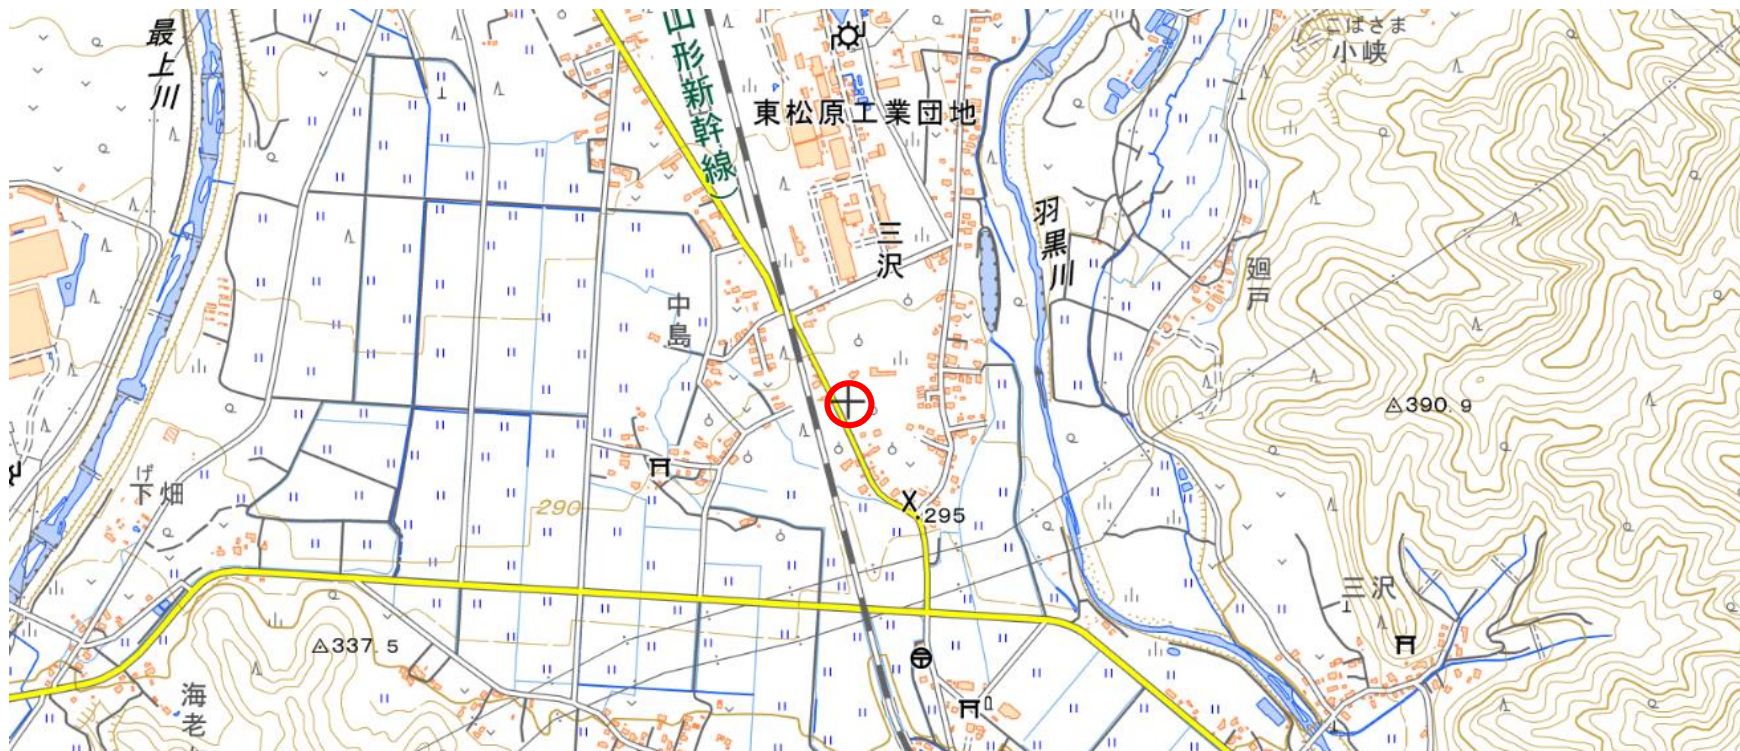 最上川
山形新幹線)
東松原工業団地
こばさま
小峡
三沢
羽黒川
廻戸
中島
390.9
げ
下畑
290
295
337.5
三沢
海老